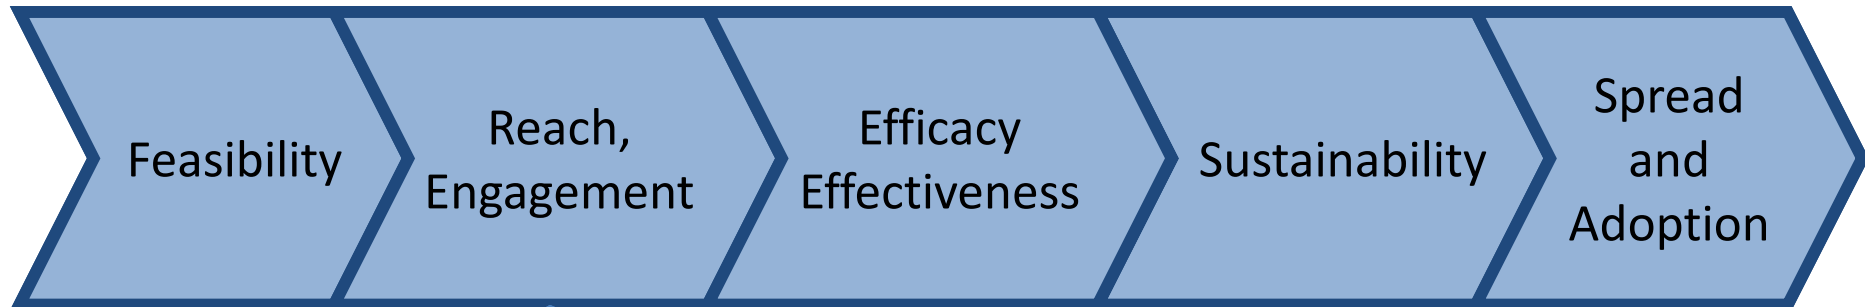 Feasibility
Reach,
Engagement
Efficacy
Effectiveness
Sustainability
Spread
and
Adoption